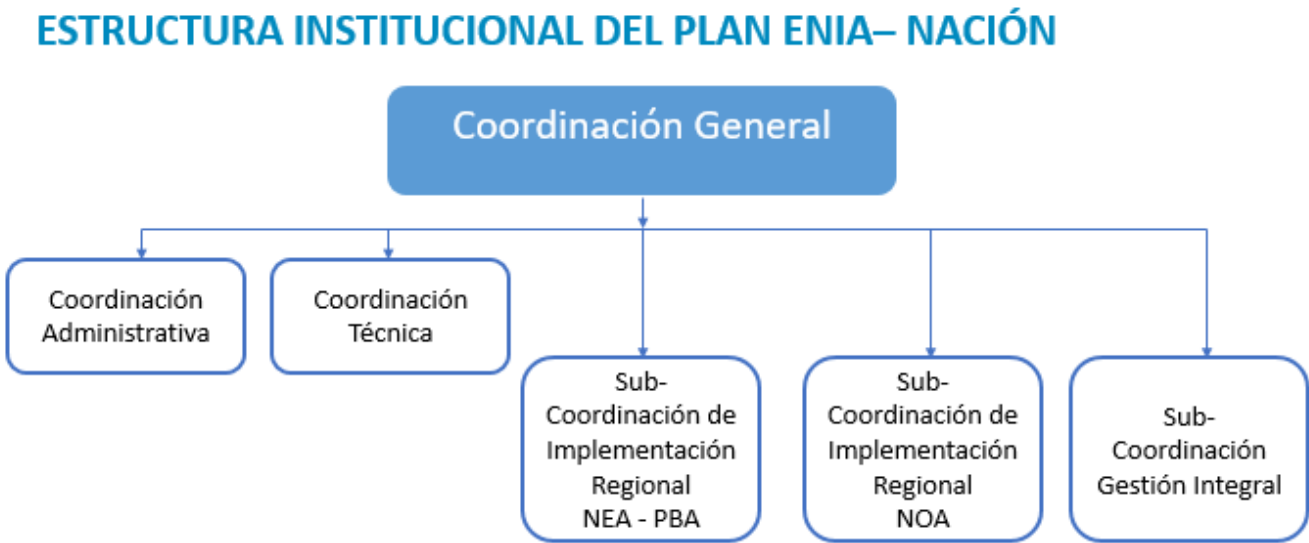 ESTRUCTURA INSTITUCIONAL DEL PLAN ENIA– NACIÓN
Coordinación General
Coordinación
Administrativa
Coordinación
Técnica
Sub-
Coordinación de
Implementación
Regional
NEA - PBA
Sub-
Coordinación de
Implementación
Regional
NOA
Sub-
Coordinación
Gestión Integral